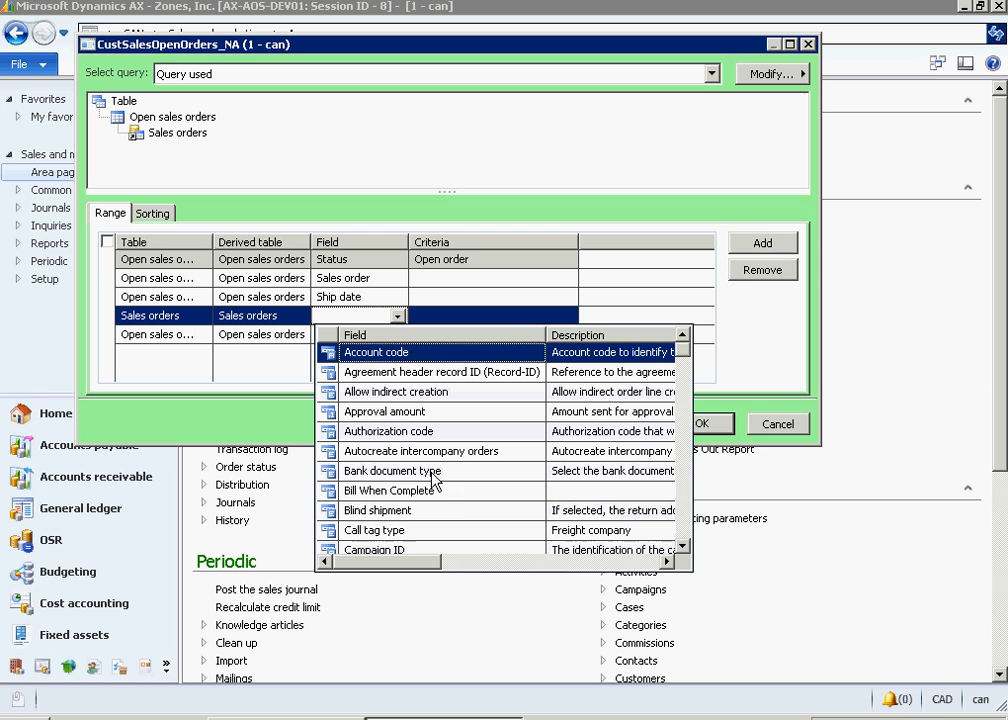 Microsoft Dynamics AX - Zones, Inc. [AX-AOS-DEV01: Session ID - 8] - [1 - can]
File
CustSalesOpenOrders_NA (1 - can)
Select query: Query used
Modify...
Table
Open sales orders
Sales orders
Favorites
My favor
Sales and m
Area pag
Common
Journals
Inquiries
Reports
Periodic
Setup
Range Sorting
Table Derived table Field Criteria
Open sales o... Open sales orders Status Open order
Open sales o... Open sales orders Sales order
Open sales o... Open sales orders Ship date
Sales orders Sales orders
Open sales o... Open sales orders
Add
Remove
Field Description
Account code Account code to identify t
Agreement header record ID (Record-ID) Reference to the agreeme
Allow indirect creation Allow indirect order line cr
Approval amount Amount sent for approval
Authorization code Authorization code that w
Autocreate intercompany orders Autocreate intercompany
Bank document type Select the bank document
Bill When Complete
Blind shipment If selected, the return add
Call tag type Freight company
Campaign ID The identification of the ca
OK Cancel
Home
Accounts payable
Accounts receivable
General ledger
OSR
Budgeting
Cost accounting
Fixed assets
Transaction log
Order status
Distribution
Journals
History
Periodic
Post the sales journal
Recalculate credit limit
Knowledge articles
Clean up
Import
Mailings
s Out Report
ng parameters
Activities
Campaigns
Cases
Categories
Commissions
Contacts
Customers
(0) CAD can